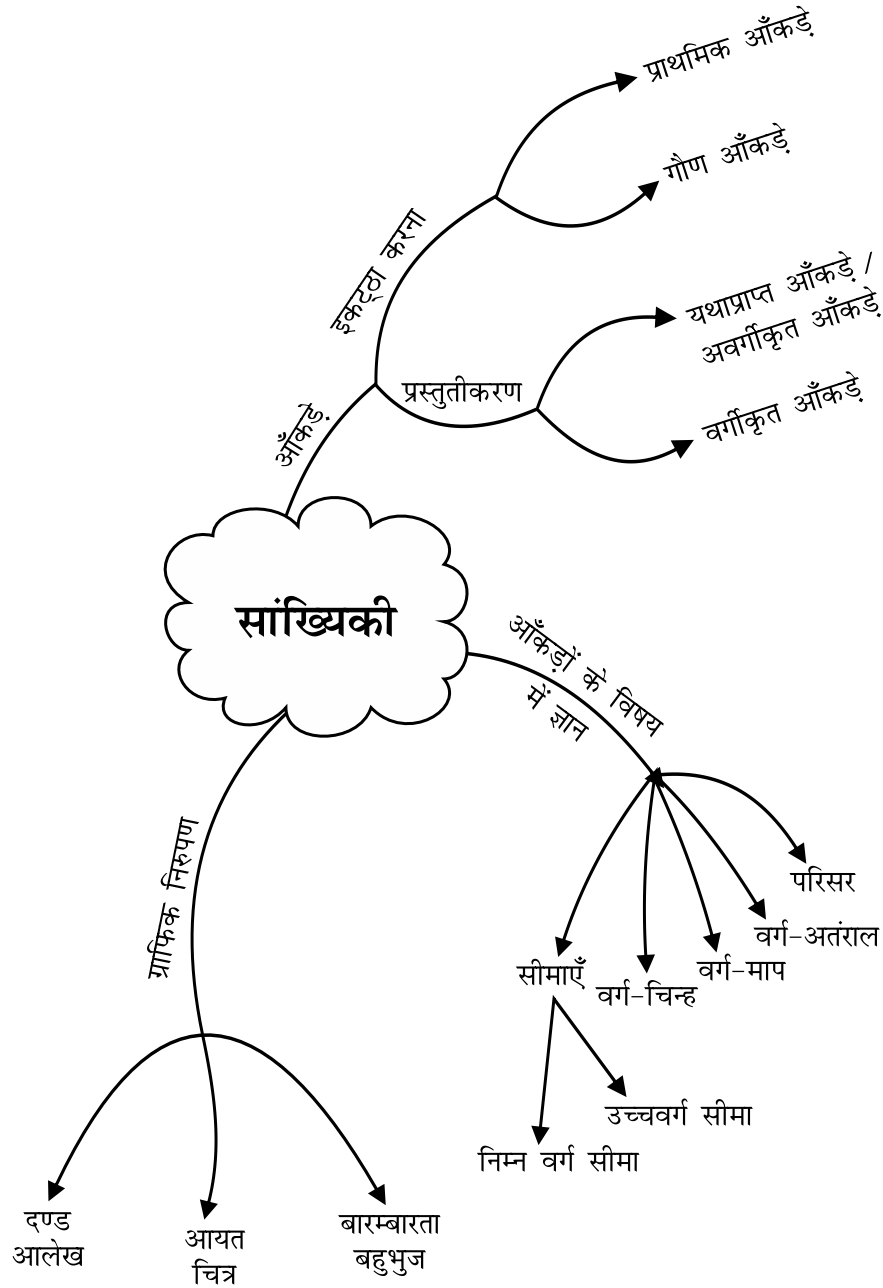 प्राथमिक आँकड़े
गौण आँकड़े
इकट्ठा करना
यथाप्राप्त आँकड़े /
अवर्गीकृत आँकड़े
प्रस्तुतीकरण
वर्गीकृत आँकड़े
आँकड़े
सांख्यिकी
आँकड़ों के विषय
में ज्ञान
ग्राफिक निरुपण
परिसर
वर्ग-अतंराल
वर्ग-माप
सीमाएँ
वर्ग-चिन्ह
उच्चवर्ग सीमा
निम्न वर्ग सीमा
दण्ड
आलेख
आयत
चित्र
बारम्बारता
बहुभुज